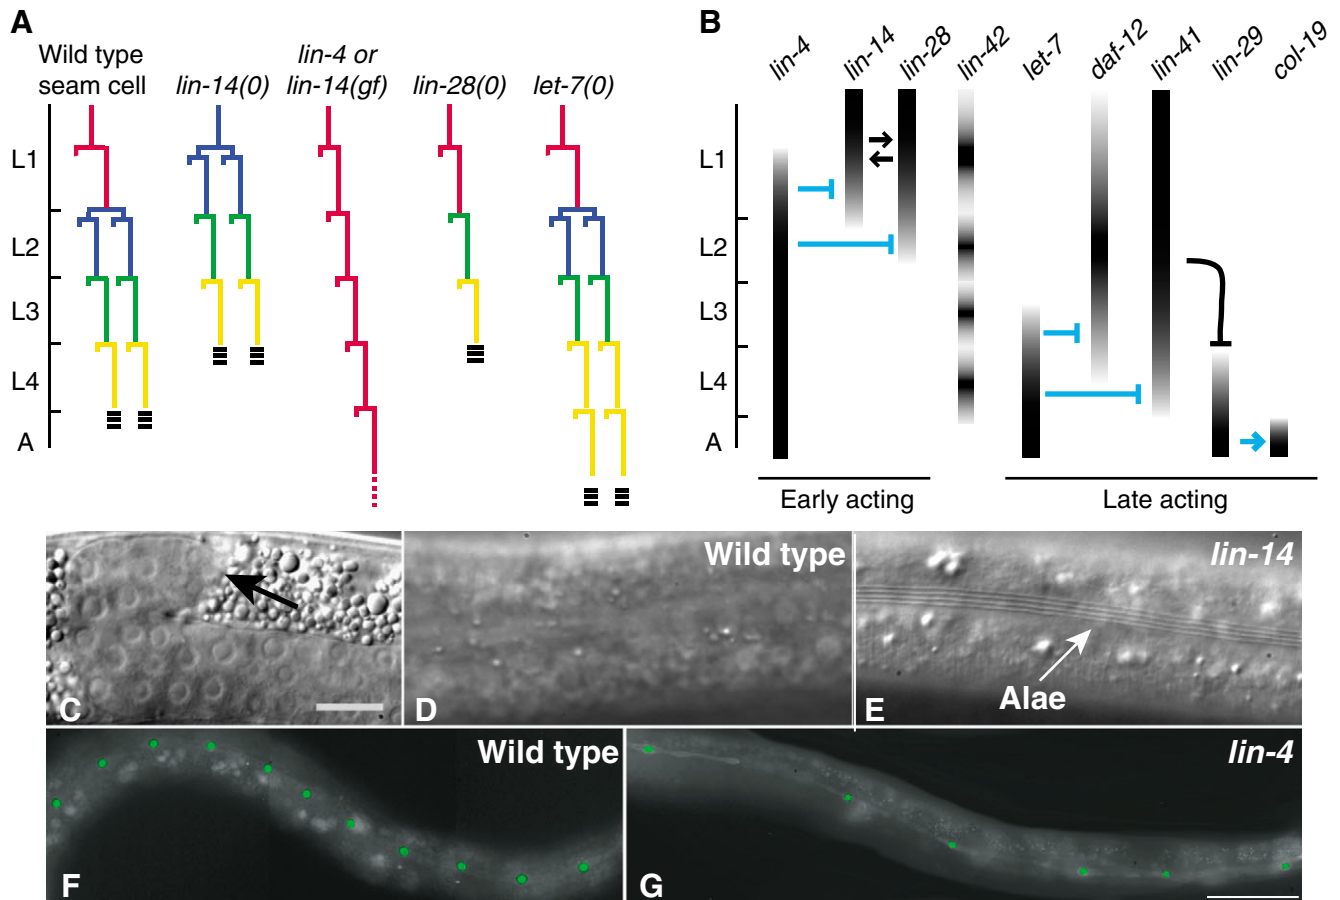 A
Wild type
seam cell
lin-14(0)
lin-4 or
lin-14(gf)
lin-28(0)
let-7(0)
L1
L2
L3
L4
A
B
lin-4
lin-14
lin-28
lin-42
let-7
daf-12
lin-41
lin-29
col-19
L1
L2
L3
L4
A
Early acting
Late acting
C
Wild type
D
lin-14
Alae
E
Wild type
F
lin-4
G